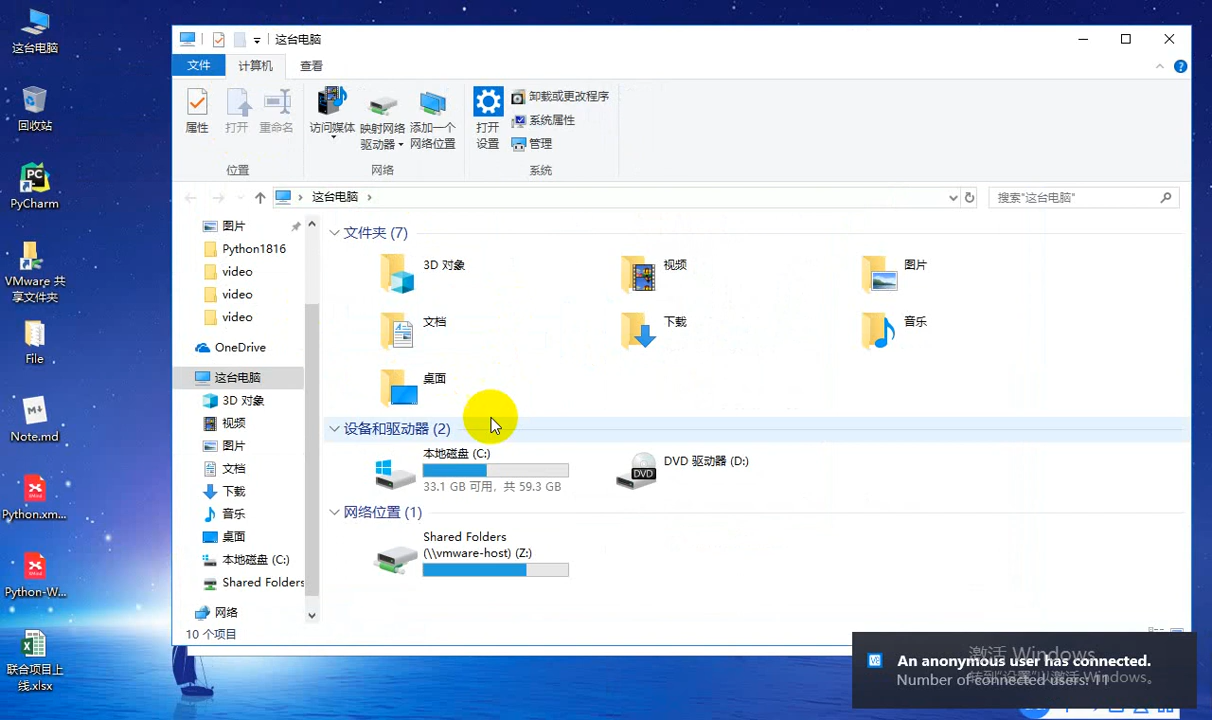 这台电脑
回收站
PyCharm
VMware 共
享文件夹
File
Note.md
Python.xm...
Python-W...
联合项目上
线.xlsx
这台电脑
文件
计算机
查看
属性
打开
重命名
位置
访问媒体
映射网络
驱动器
添加一个
网络位置
网络
打开
设置
卸载或更改程序
系统属性
管理
系统
这台电脑
搜索"这台电脑"
图片
Python1816
video
video
video
OneDrive
这台电脑
3D 对象
视频
图片
文档
下载
音乐
桌面
本地磁盘 (C:)
Shared Folders
网络
文件夹 (7)
3D 对象
视频
图片
文档
下载
音乐
桌面
设备和驱动器 (2)
本地磁盘 (C:)
33.1 GB 可用，共 59.3 GB
DVD 驱动器 (D:)
DVD
网络位置 (1)
Shared Folders
(\\vmware-host) (Z:)
10 个项目
激活 Windows
转到"设置"以激活 Windows。
An anonymous user has connected.
Number of connected users: 11